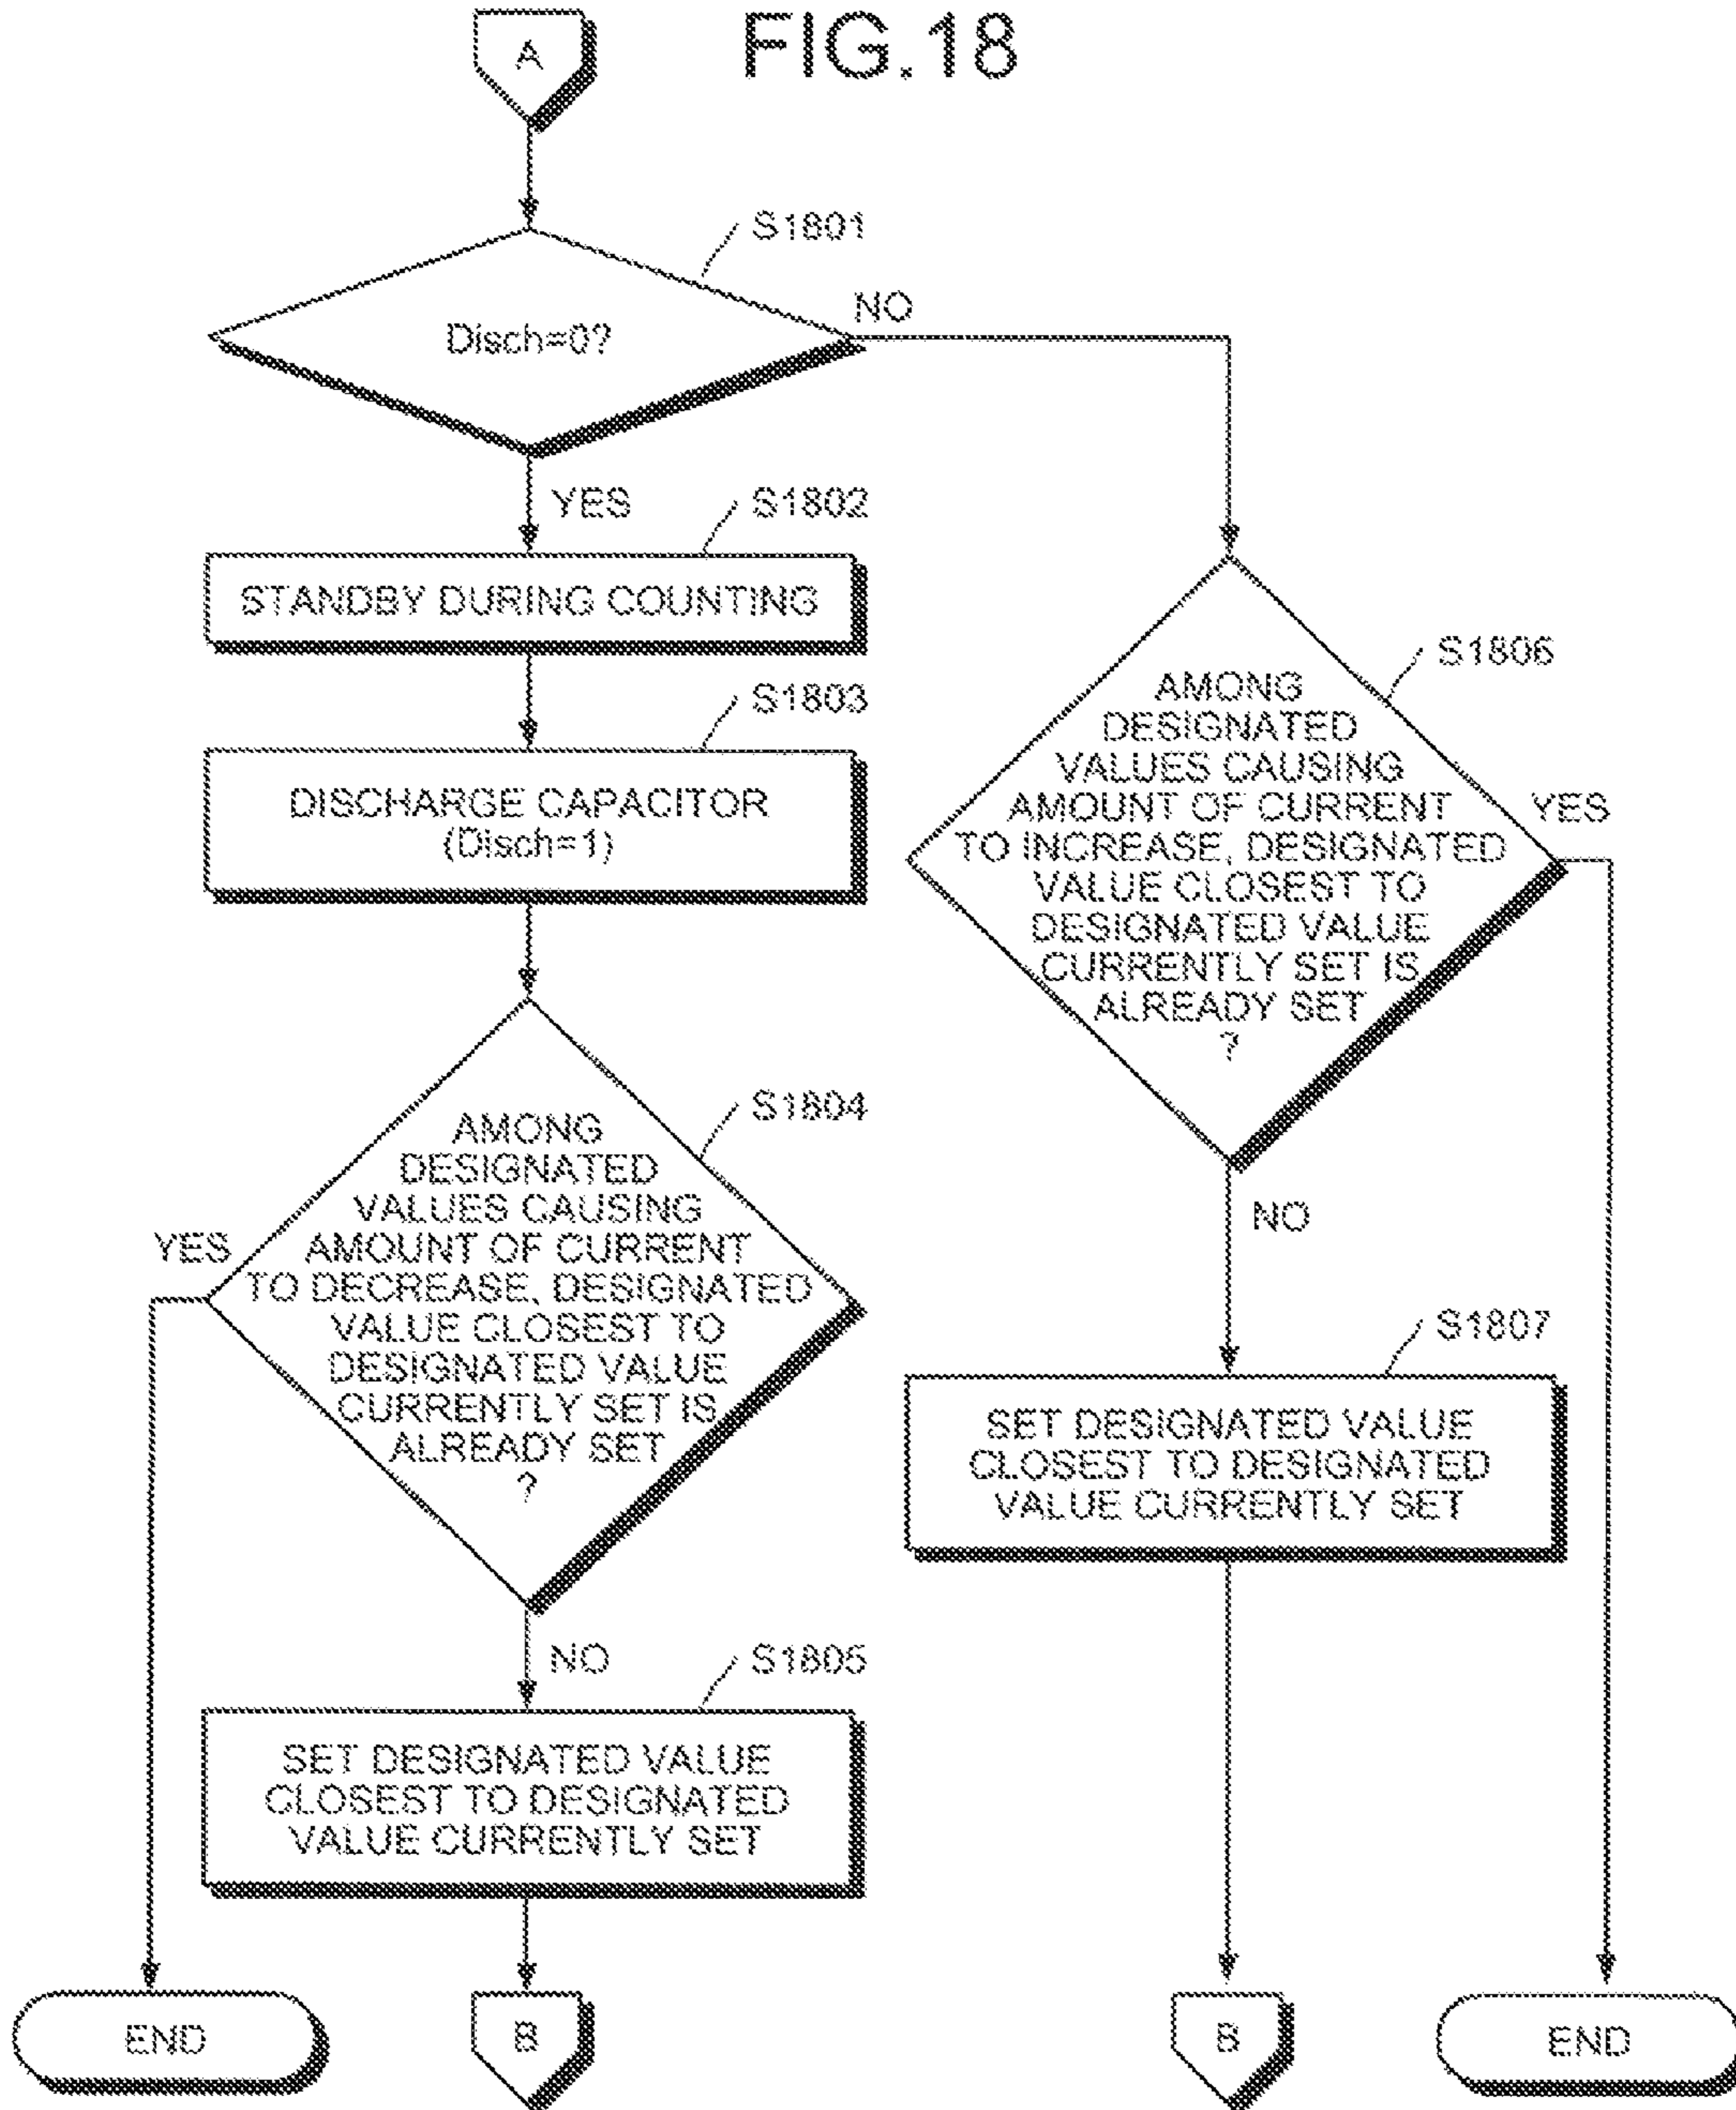 FIG.18
A
S1801
Disch=0?
NO
YES
S1802
STANDBY DURING COUNTING
S1803
DISCHARGE CAPACITOR
(Disch=1)
S1804
AMONG
DESIGNATED
VALUES CAUSING
AMOUNT OF CURRENT
TO DECREASE, DESIGNATED
VALUE CLOSEST TO
DESIGNATED VALUE
CURRENTLY SET IS
ALREADY SET
?
YES
NO
S1805
SET DESIGNATED VALUE
CLOSEST TO DESIGNATED
VALUE CURRENTLY SET
END
B
S1806
AMONG
DESIGNATED
VALUES CAUSING
AMOUNT OF CURRENT
TO INCREASE, DESIGNATED
VALUE CLOSEST TO
DESIGNATED VALUE
CURRENTLY SET IS
ALREADY SET
?
YES
NO
S1807
SET DESIGNATED VALUE
CLOSEST TO DESIGNATED
VALUE CURRENTLY SET
B
END